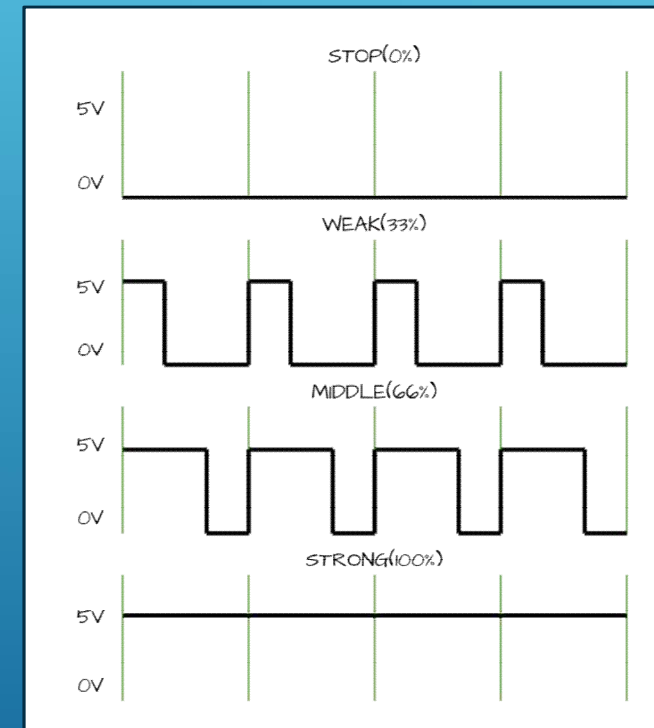 STOP(0%)
5V
0V
WEAK(33%)
5V
0V
MIDDLE(66%)
5V
0V
STRONG(100%)
5V
0V